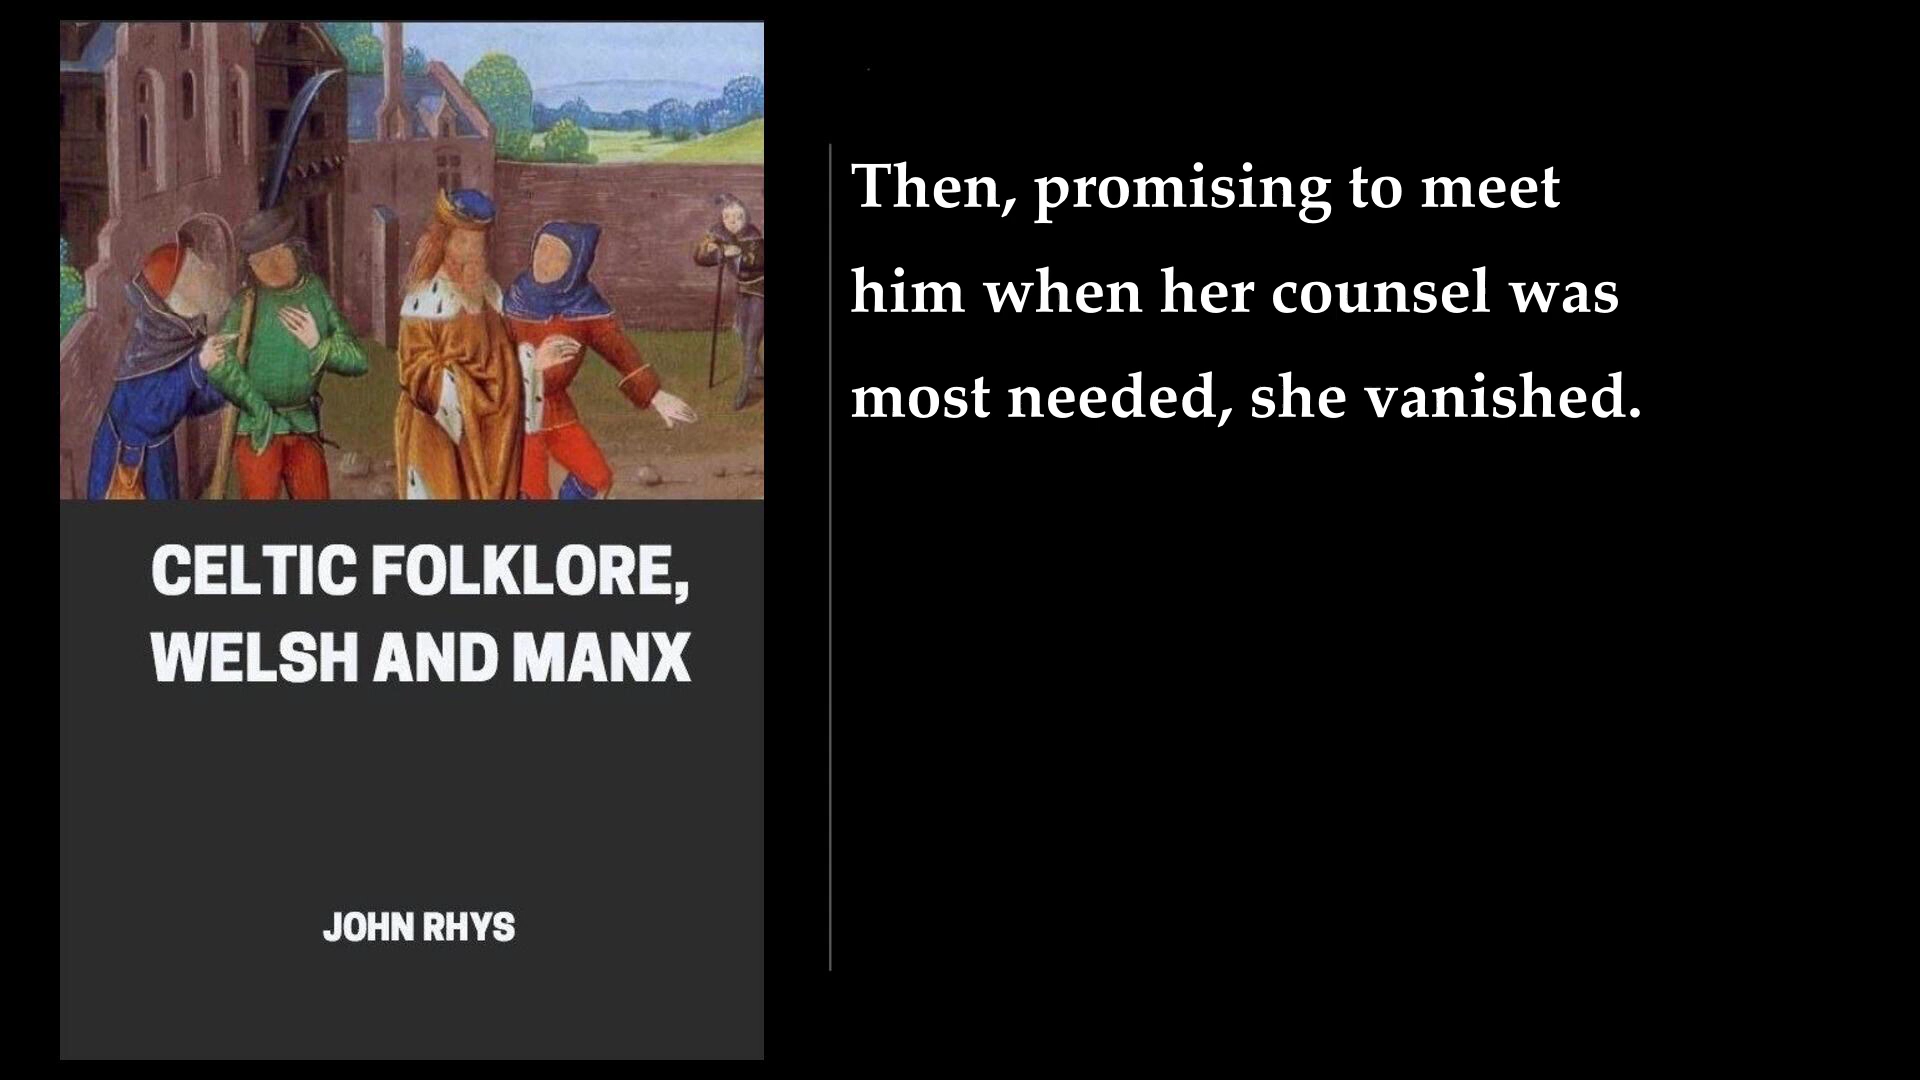 CELTIC FOLKLORE,
WELSH AND MANX
JOHN RHYS
Then, promising to meet
him when her counsel was
most needed, she vanished.